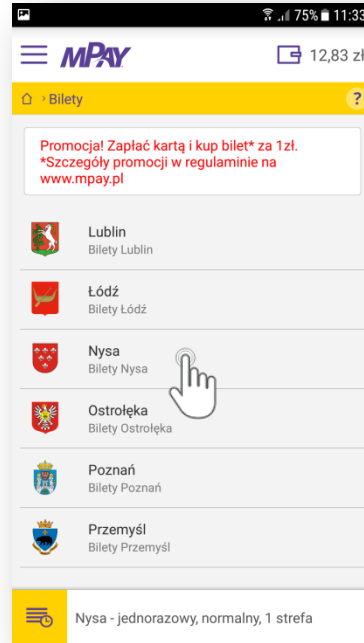 75% 11:33
mPAY
12,83 zł
Bilety
?
Promocja! Zapłać kartą i kup bilet* za 1zł.
*Szczegóły promocji w regulaminie na
www.mpay.pl
Lublin
Bilety Lublin
Łódź
Bilety Łódź
Nysa
Bilety Nysa
Ostrołęka
Bilety Ostrołęka
Poznań
Bilety Poznań
Przemyśl
Bilety Przemyśl
Nysa - jednorazowy, normalny, 1 strefa